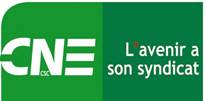 CNE
CSC
L'avenir a
son syndicat